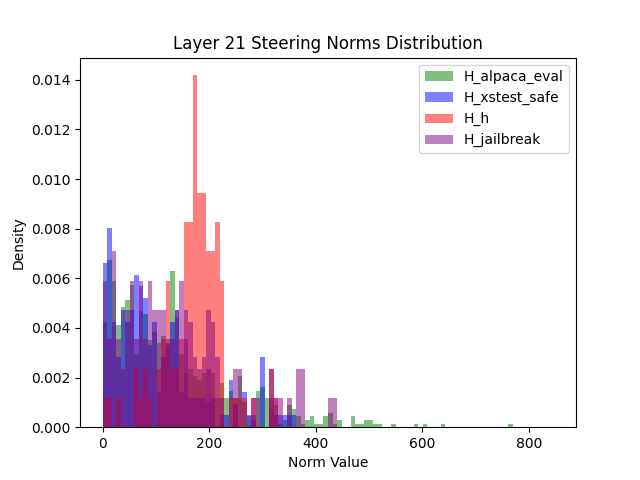 Layer 21 Steering Norms Distribution
H_alpaca_eval
H_xstest_safe
H_h
H_jailbreak
Density
0.014
0.012
0.010
0.008
0.006
0.004
0.002
0.000
0 200 400 600 800
Norm Value